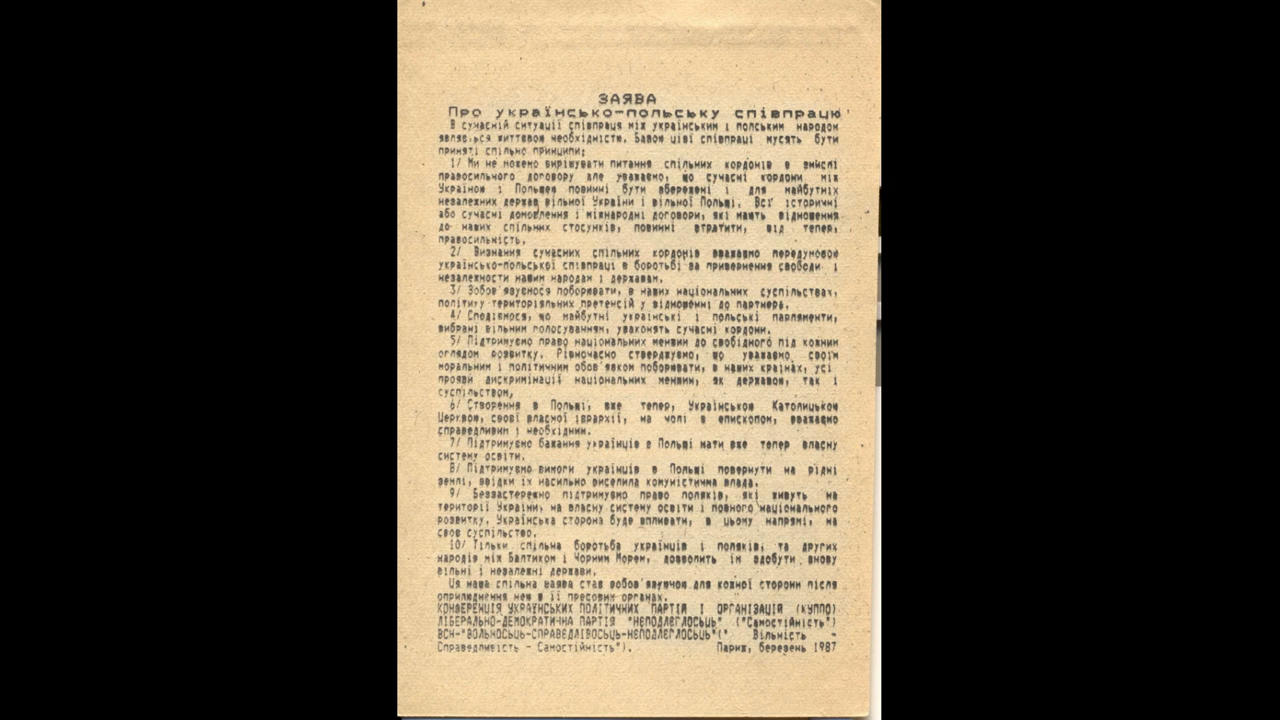 ЗАЯВА
Про українсько-польську співпрацю
В сучасній ситуації співпраця між українським і польським народом
являється життєвою необхідністю. Базою цієї співпраці мусять бути
прийняті спільно принципи:
1/ Ми не можемо вирішувати питання спільних кордонів в змислі
правосильного договору але уважаємо, що сучасні кордони між
Україною і Польщею повинні бути збережені і для майбутніх
незалежних держав вільної України і вільної Польщі. Всі історичні
або сучасні домовлення і міжнародні договори, які мають відношення
до наших спільних стосунків, повинні втратити, від тепер,
правосильність.
2/ Визнання сучасних спільних кордонів вважаємо передумовою
українсько-польської співпраці в боротьбі за привернення свободи і
незалежности нашим народам і державам.
3/ Зобов'язуємося поборювати, в наших національних суспільствах,
політику територіяльних претенсій у відношенні до партнера.
4/ Сподіємося, що майбутні українські і польські парляменти,
вибрані вільним голосуванням, узаконять сучасні кордони.
5/ Підтримуємо право національних меншин до свобідного під кожним
оглядом розвитку. Рівночасно стверджуємо, що уважаємо своїм
моральним і політичним обов'язком поборювати, в наших країнах, усі
прояви дискримінації національних меншин, як державою, так і
суспільством.
6/ Створення в Польщі, вже тепер, Українською Католицькою
Церквою, своєї власної ієрархії, на чолі з епископом, вважаємо
справедливим і необхідним.
7/ Підтримуємо бажання українців в Польщі мати вже тепер власну
систему освіти.
8/ Підтримуємо вимоги українців в Польщі повернути на рідні
землі, звідки їх насильно виселила комуністична влада.
9/ Беззастережно підтримуємо право поляків, які живуть на
території України, на власну систему освіти і повного національного
розвитку. Українська сторона буде впливати, в цьому напрямі, на
своє суспільство.
10/ Тільки спільна боротьба українців і поляків, та других
народів між Балтиком і Чорним Морем, дозволить їм здобути знову
вільні і незалежні держави.
Ця наша спільна заява стає зобов'язуючою для кожної сторони після
оприлюднення нею в її пресових органах.
КОНФЕРЕНЦІЯ УКРАЇНСЬКИХ ПОЛІТИЧНИХ ПАРТІЙ І ОРГАНІЗАЦІЙ (КУППО)
ЛІБЕРАЛЬНО-ДЕМОКРАТИЧНА ПАРТІЯ "НЄПОДЛЄГЛОСЬЦЬ" ("Самостійність")
ВСН-"ВОЛЬНОСЬЦЬ-СПРАВЄДЛІВОСЬЦЬ-НЄПОДЛЄГЛОСЬЦЬ"(" Вільність -
Справедливість - Самостійність"). Париж, березень 1987